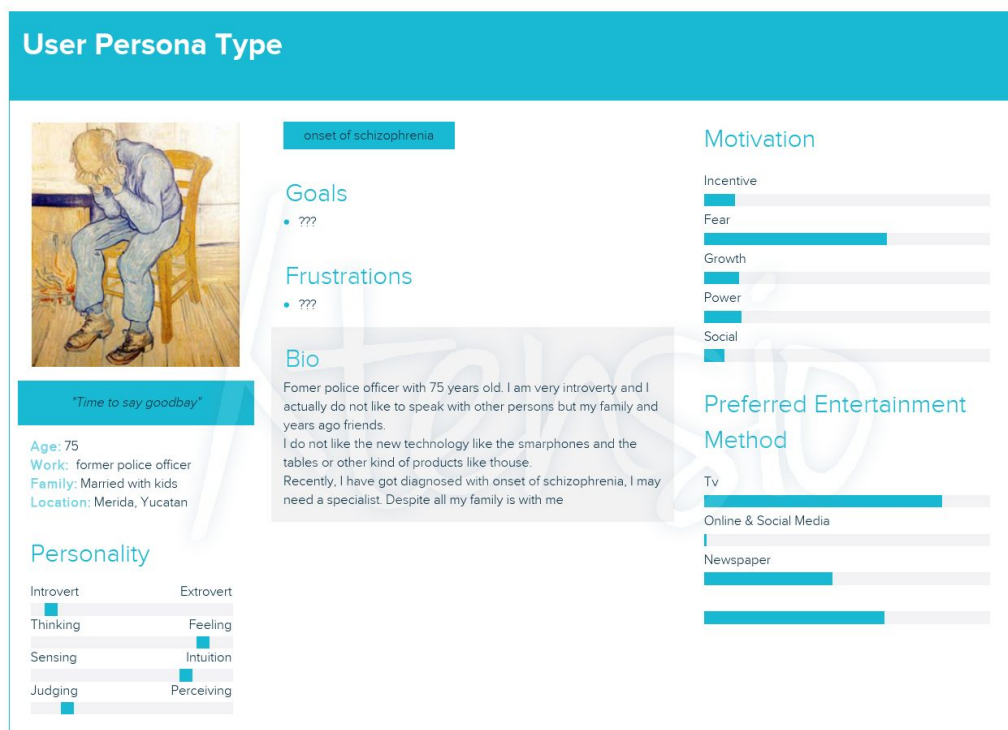 User Persona Type
onset of schizophrenia
Goals
???
Frustrations
???
Bio
Fomer police officer with 75 years old. I am very introverty and I
actually do not like to speak with other persons but my family and
years ago friends.
I do not like the new technology like the smarphones and the
tables or other kind of products like thouse.
Recently, I have got diagnosed with onset of schizophrenia, I may
need a specialist. Despite all my family is with me
"Time to say goodbay"
Age: 75
Work: former police officer
Family: Married with kids
Location: Merida, Yucatan
Personality
Introvert Extrovert
Thinking Feeling
Sensing Intuition
Judging Perceiving
Motivation
Incentive
Fear
Growth
Power
Social
Preferred Entertainment
Method
Tv
Online & Social Media
Newspaper
Xtensio